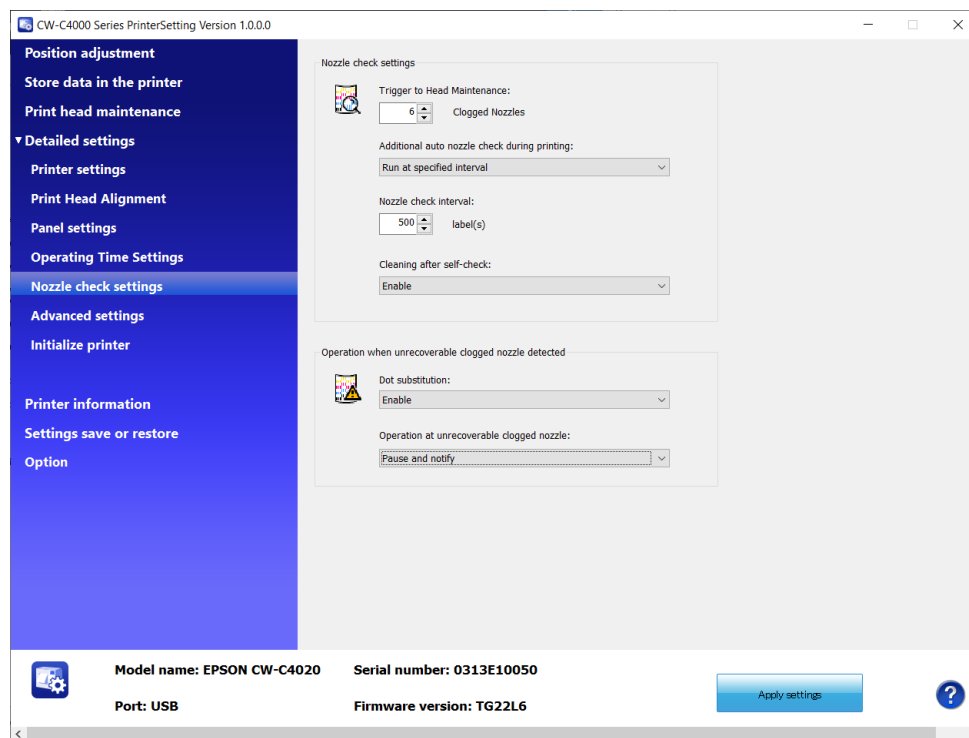 CW-C4000 Series PrinterSetting Version 1.0.0.0
Position adjustment
Store data in the printer
Print head maintenance
Detailed settings
Printer settings
Print Head Alignment
Panel settings
Operating Time Settings
Nozzle check settings
Advanced settings
Initialize printer
Printer information
Settings save or restore
Option
Nozzle check settings
Trigger to Head Maintenance:
6 Clogged Nozzles
Additional auto nozzle check during printing:
Run at specified interval
Nozzle check interval:
500 label(s)
Cleaning after self-check:
Enable
Operation when unrecoverable clogged nozzle detected
Dot substitution:
Enable
Operation at unrecoverable clogged nozzle:
Pause and notify
Model name: EPSON CW-C4020 Serial number: 0313E10050
Port: USB Firmware version: TG22L6
Apply settings
?